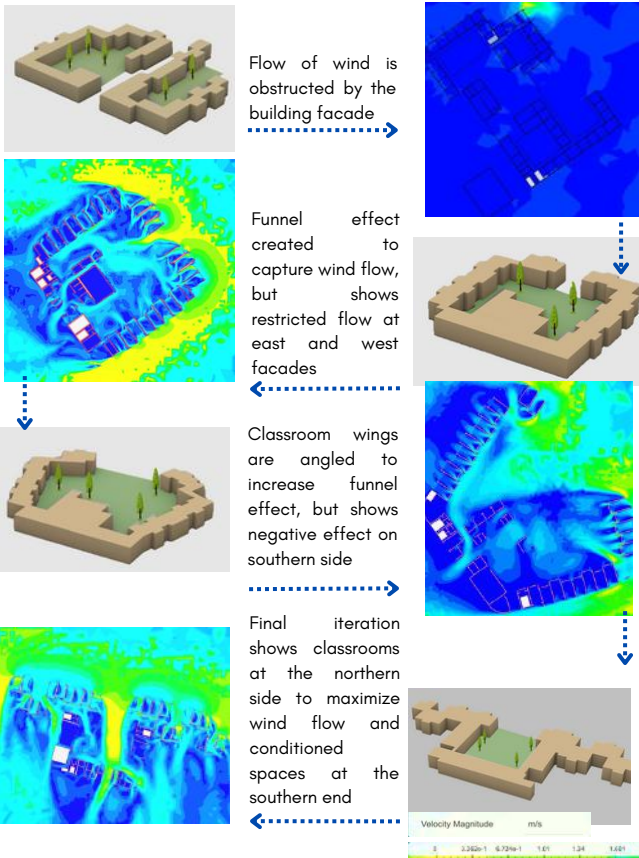 Flow of wind is
obstructed by the
building facade
Funnel effect
created to
capture wind flow,
but shows
restricted flow at
east and west
facades
Classroom wings
are angled to
increase funnel
effect, but shows
negative effect on
southern side
Final iteration
shows classrooms
at the northern
side to maximize
wind flow and
conditioned
spaces at the
southern end
Velocity Magnitude m/s
1.01